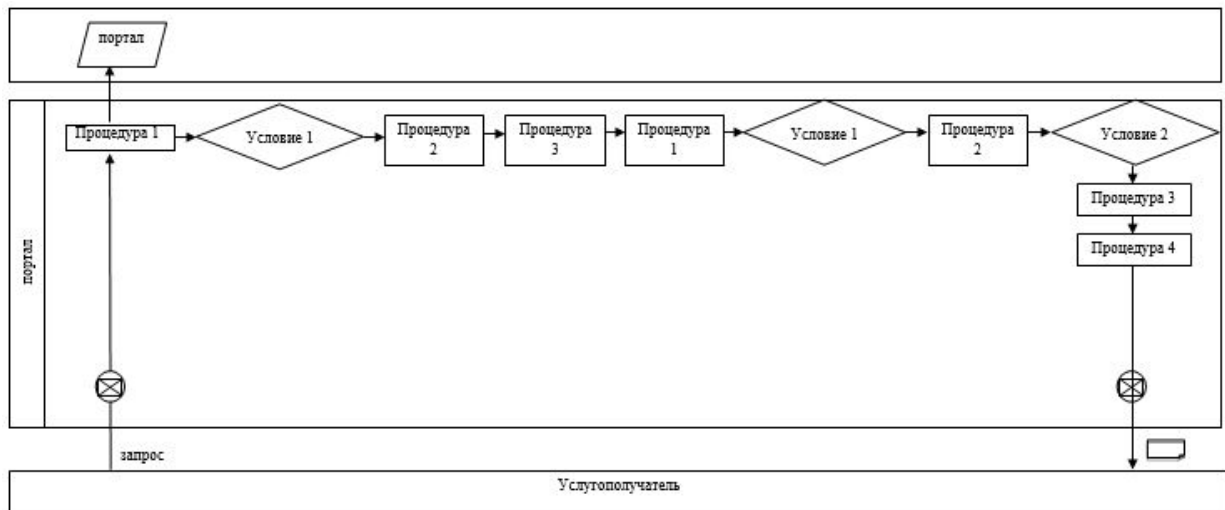 портал
Процедура 1
Условие 1
Процедура
2
Процедура
3
Процедура
1
Условие 1
Процедура
2
Условие 2
Процедура 3
Процедура 4
портал
запрос
Услугополучатель